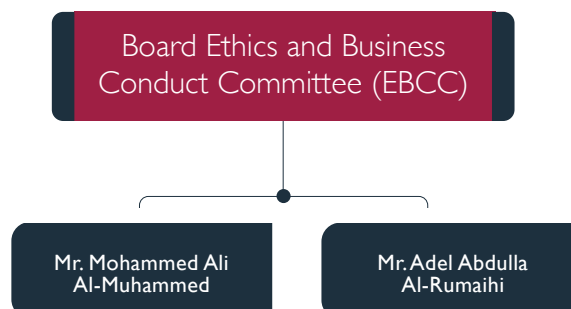 Board Ethics and Business
Conduct Committee (EBCC)
Mr. Mohammed Ali
Al-Muhammed
Mr. Adel Abdulla
Al-Rumaihi